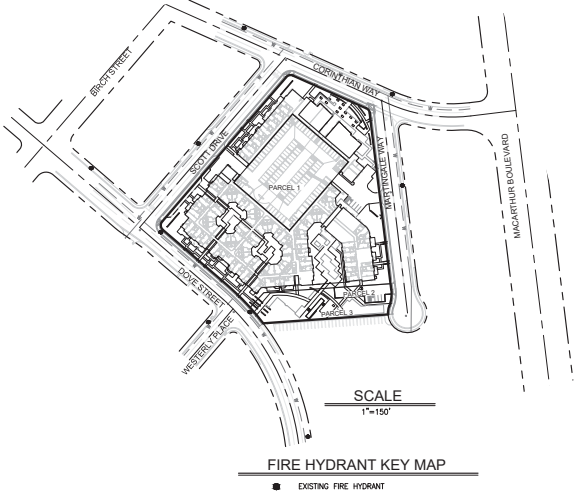 BIRCH STREET
CORINTHIAN WAY
SCOTT DRIVE
MARTINGALE WAY
MACARTHUR BOULEVARD
PARCEL 1
DOVE STREET
PARCEL 2
PARCEL 3
WESTERLY PLACE
SCALE
1"=150'
FIRE HYDRANT KEY MAP
EXISTING FIRE HYDRANT